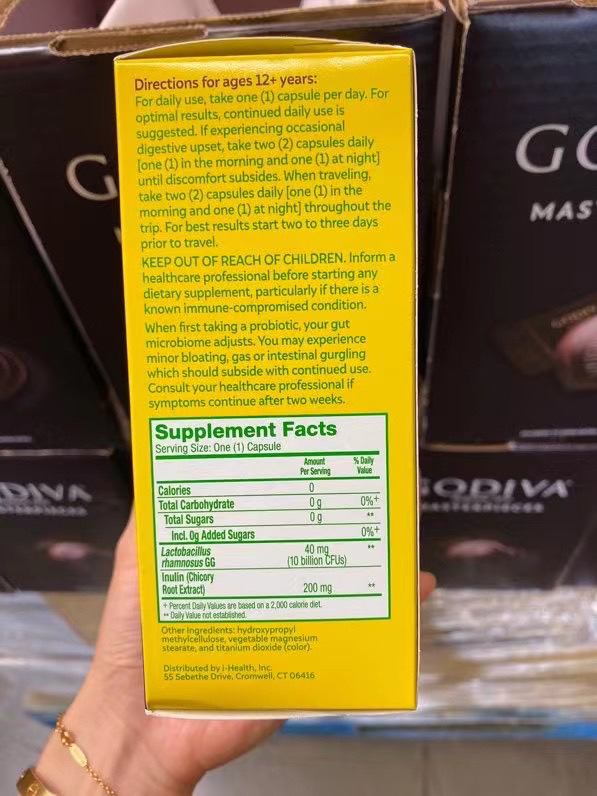 Directions for ages 12+ years:
For daily use, take one (1) capsule per day. For
optimal results, continued daily use is
suggested. If experiencing occasional
digestive upset, take two (2) capsules daily
[one (1) in the morning and one (1) at night]
until discomfort subsides. When traveling,
take two (2) capsules daily [one (1) in the
morning and one (1) at night] throughout the
trip. For best results start two to three days
prior to travel.
KEEP OUT OF REACH OF CHILDREN. Inform a
healthcare professional before starting any
dietary supplement, particularly if there is a
known immune-compromised condition.
When first taking a probiotic, your gut
microbiome adjusts. You may experience
minor bloating, gas or intestinal gurgling
which should subside with continued use.
Consult your healthcare professional if
symptoms continue after two weeks.
Supplement Facts
Serving Size: One (1) Capsule
Amount % Daily
Per Serving Value
Calories 0
Total Carbohydrate 0 g 0%+
Total Sugars 0 g **
Incl. 0g Added Sugars 0%+
Lactobacillus 40 mg **
rhamnosus GG (10 billion CFUs)
Inulin (Chicory
Root Extract) 200 mg **
+ Percent Daily Values are based on a 2,000 calorie diet.
** Daily Value not established.
Other Ingredients: hydroxypropyl
methylcellulose, vegetable magnesium
stearate, and titanium dioxide (color).
Distributed by i-Health, Inc.
55 Sebethe Drive, Cromwell, CT 06416
G
GO
MAS
DIVA
GODIVA